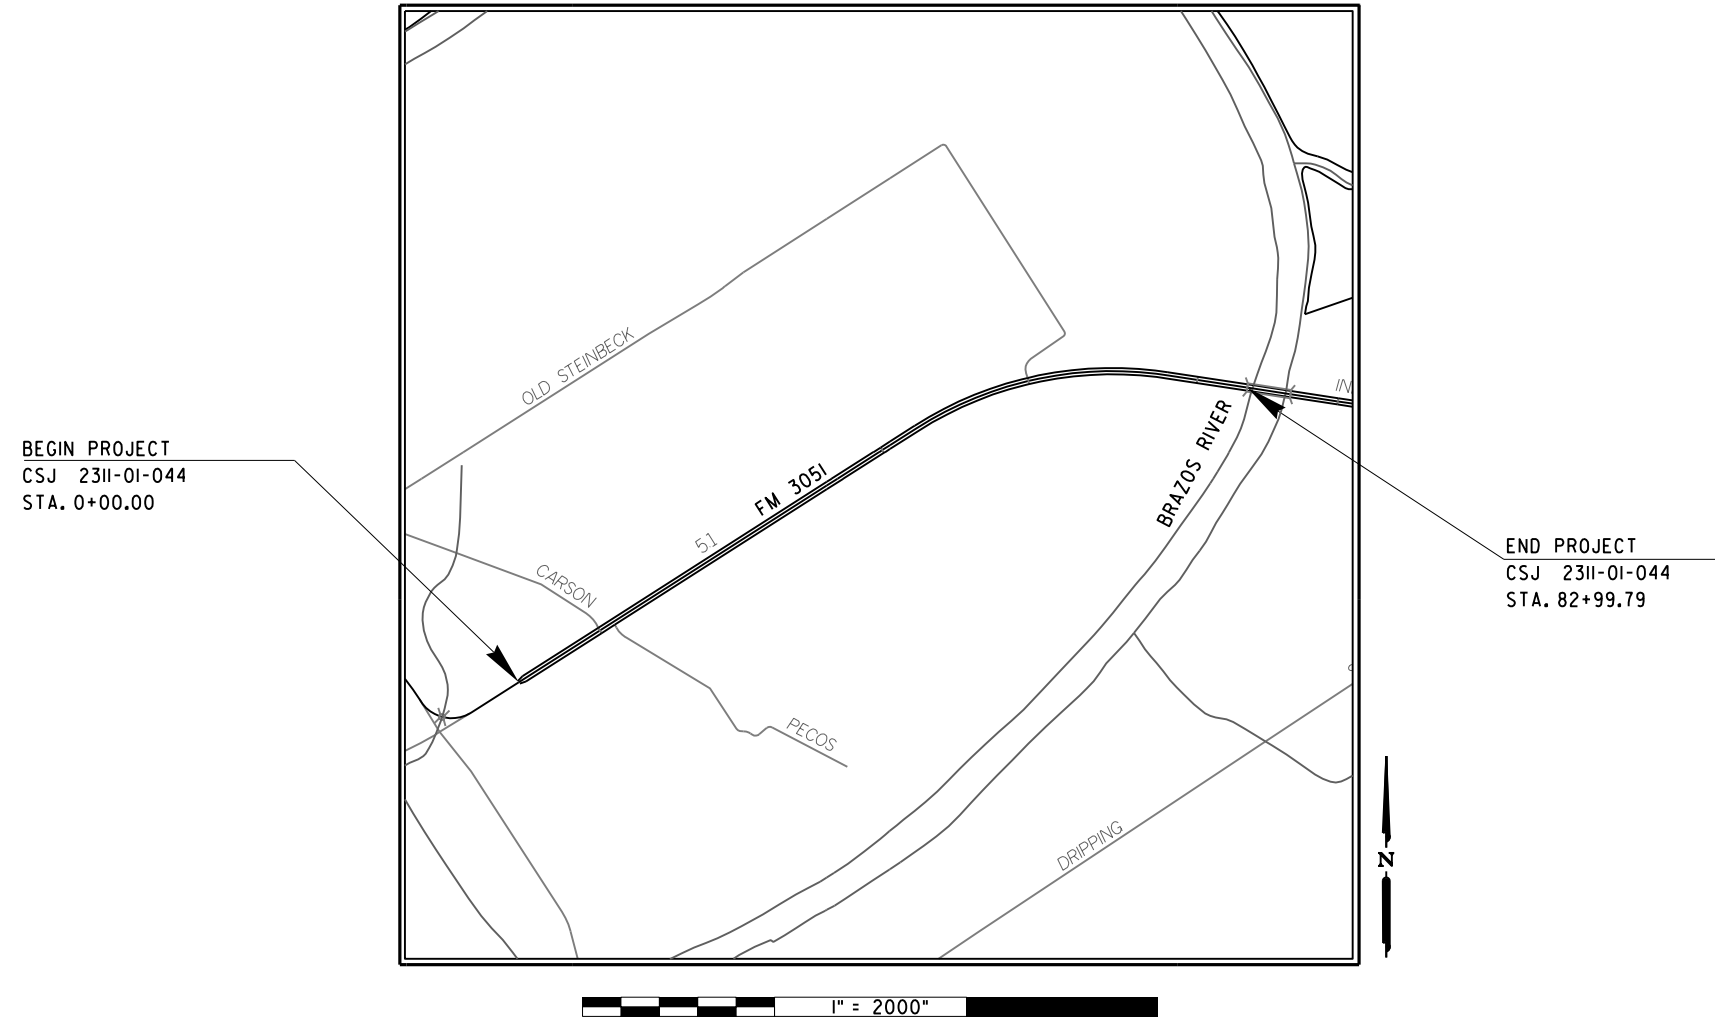 OLD STEINBECK
BEGIN PROJECT
CSJ 2311-01-044
STA. 0+00.00
FM 3051
51
CARSON
PECOS
BRAZOS RIVER
IN
END PROJECT
CSJ 2311-01-044
STA. 82+99.79
DRIPPING
N
1" = 2000"